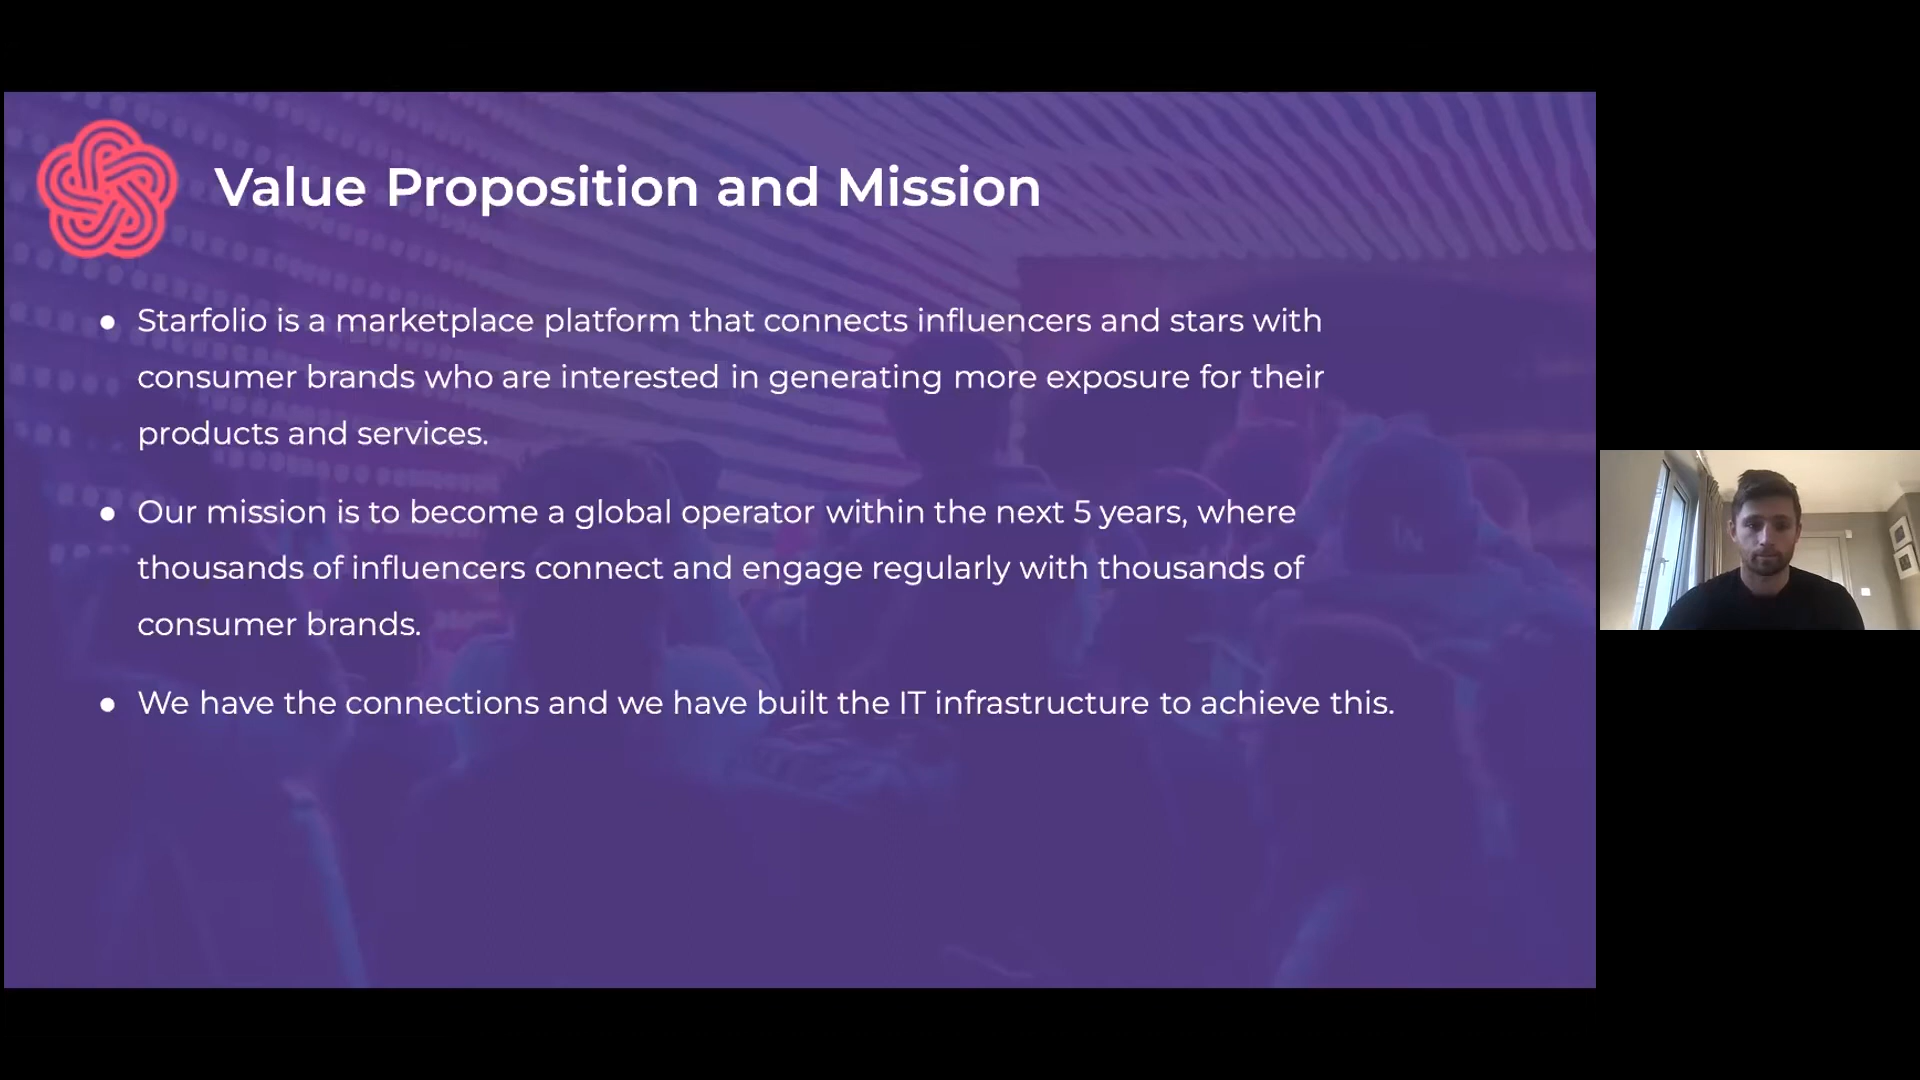 Value Proposition and Mission
● Starfolio is a marketplace platform that connects influencers and stars with
consumer brands who are interested in generating more exposure for their
products and services.
● Our mission is to become a global operator within the next 5 years, where
thousands of influencers connect and engage regularly with thousands of
consumer brands.
● We have the connections and we have built the IT infrastructure to achieve this.